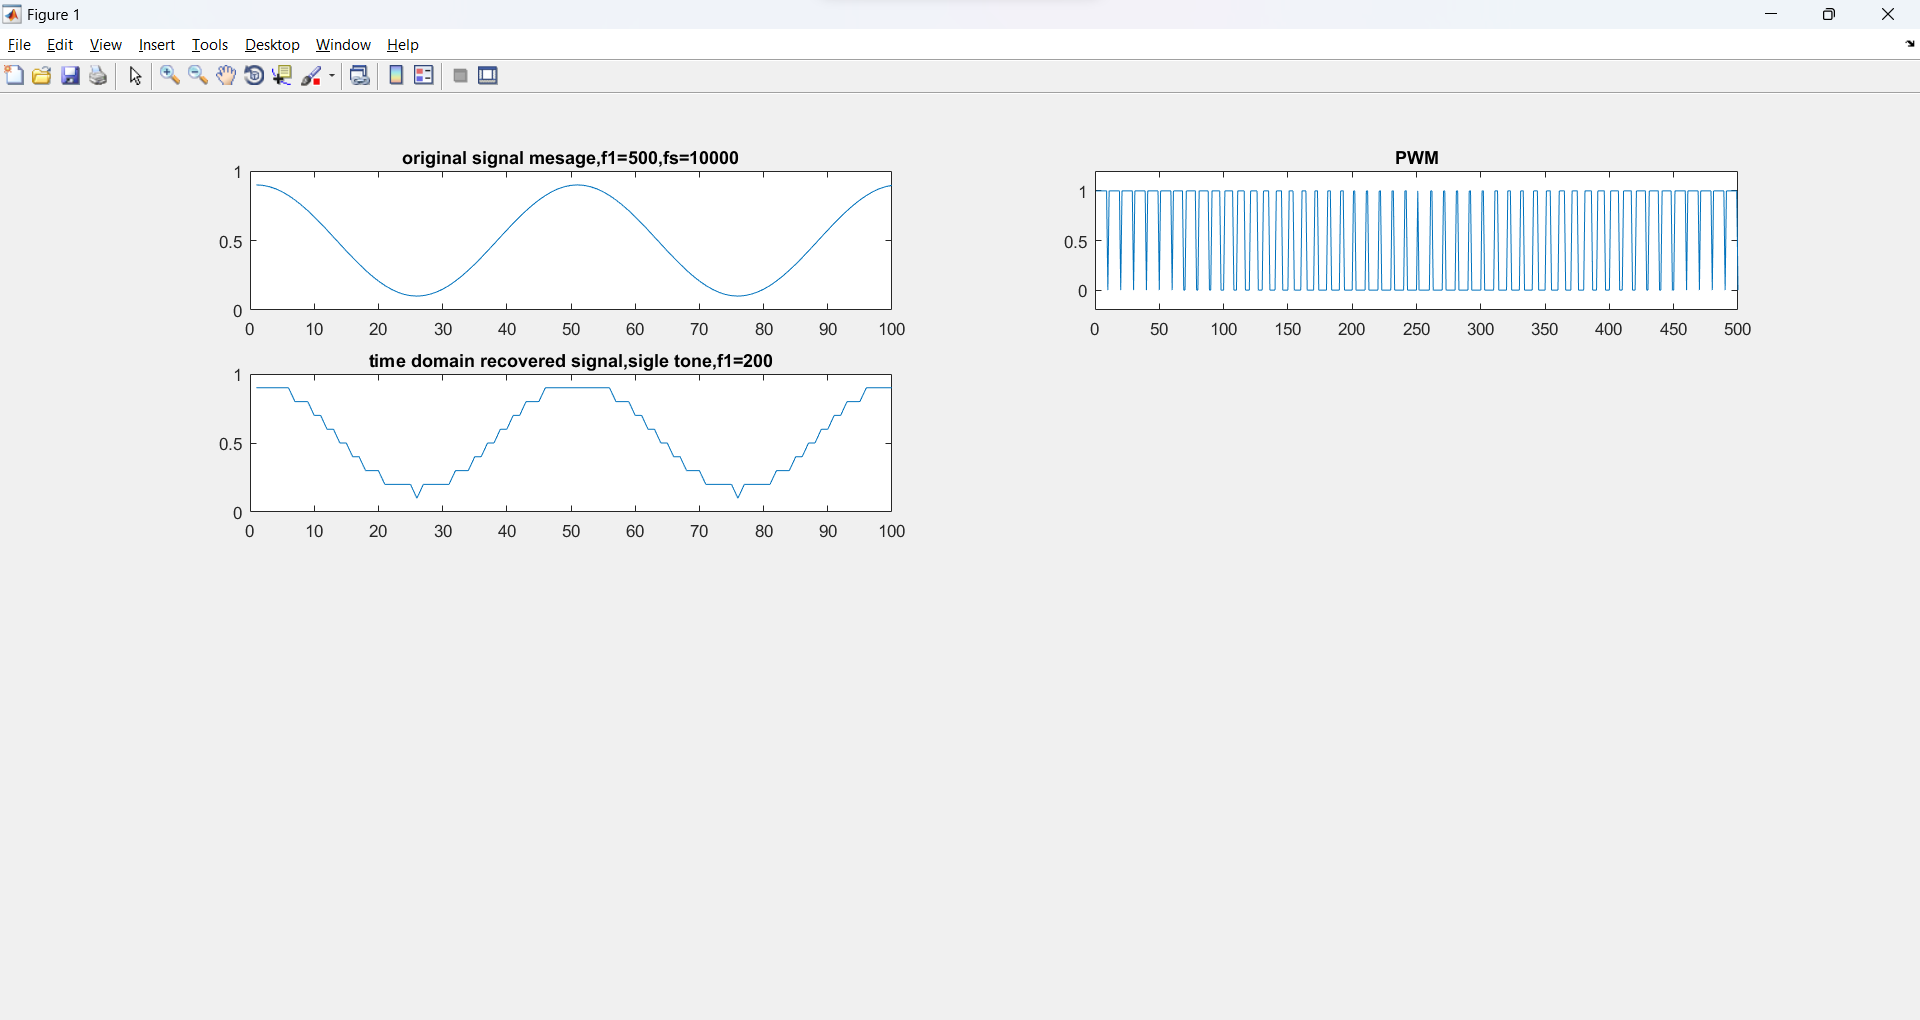 Figure 1
File Edit View Insert Tools Desktop Window Help
original signal mesage,f1=500,fs=10000
1
0.5
0
0 10 20 30 40 50 60 70 80 90 100
PWM
1
0.5
0
0 50 100 150 200 250 300 350 400 450 500
time domain recovered signal,sigle tone,f1=200
1
0.5
0
0 10 20 30 40 50 60 70 80 90 100